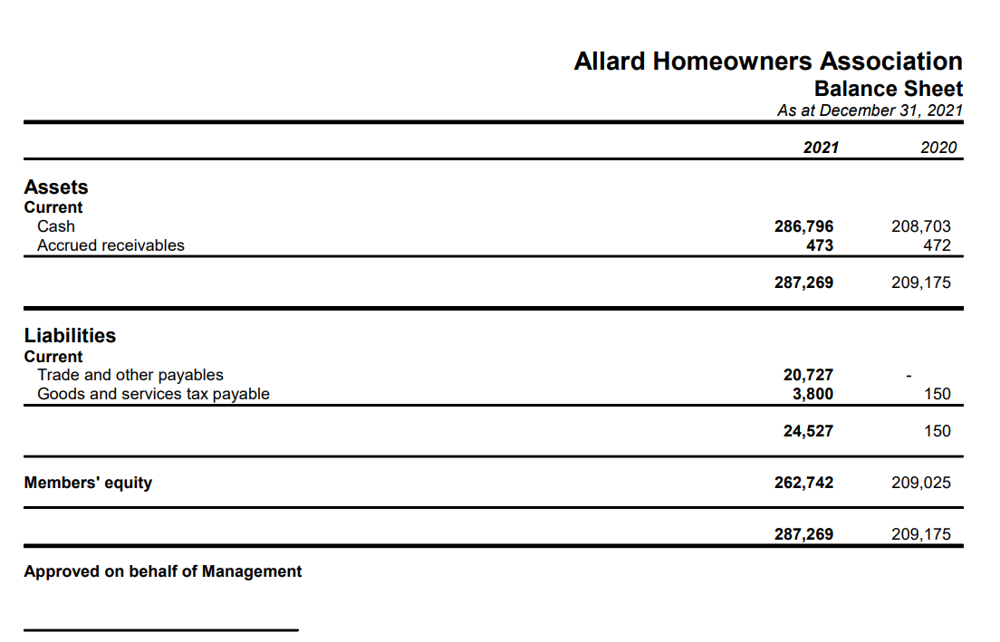 Allard Homeowners Association
Balance Sheet
As at December 31, 2021
2021 2020
Assets
Current
Cash 286,796 208,703
Accrued receivables 473 472
287,269 209,175
Liabilities
Current
Trade and other payables 20,727 -
Goods and services tax payable 3,800 150
24,527 150
Members' equity 262,742 209,025
287,269 209,175
Approved on behalf of Management